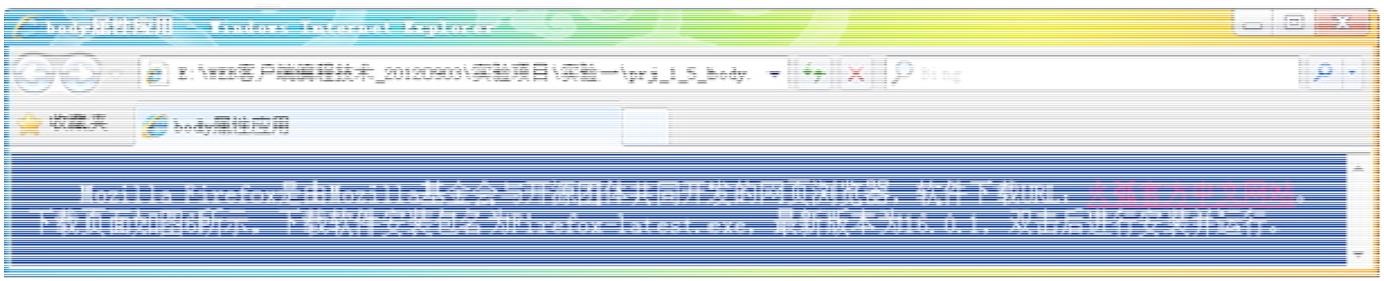 body属性应用 - Windows Internet Explorer
E:\WEB客户端编程技术_20120903\实验项目\实验一\prj_1_5_body.
Bing
收藏夹
body属性应用
Mozilla Firefox是由Mozilla基金会与开源团体共同开发的网页浏览器。软件下载URL:
下载页面如图6所示。下载软件安装包名为Firefox-latest.exe,最新版本为16.0.1。双击后进行安装并运行。